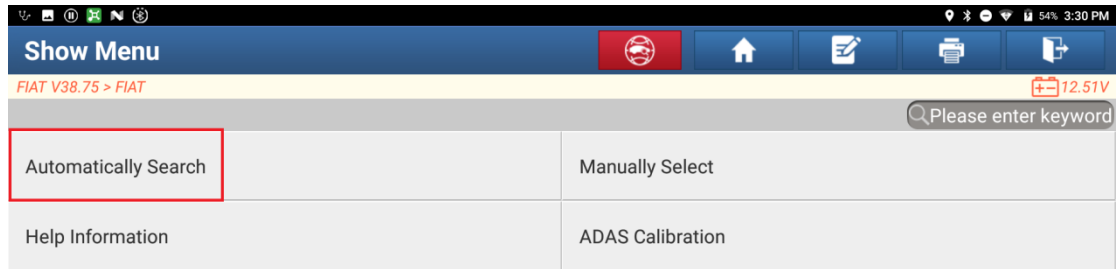 54% 3:30 PM
Show Menu
FIAT V38.75 > FIAT
12.51V
Please enter keyword
Automatically Search
Manually Select
Help Information
ADAS Calibration